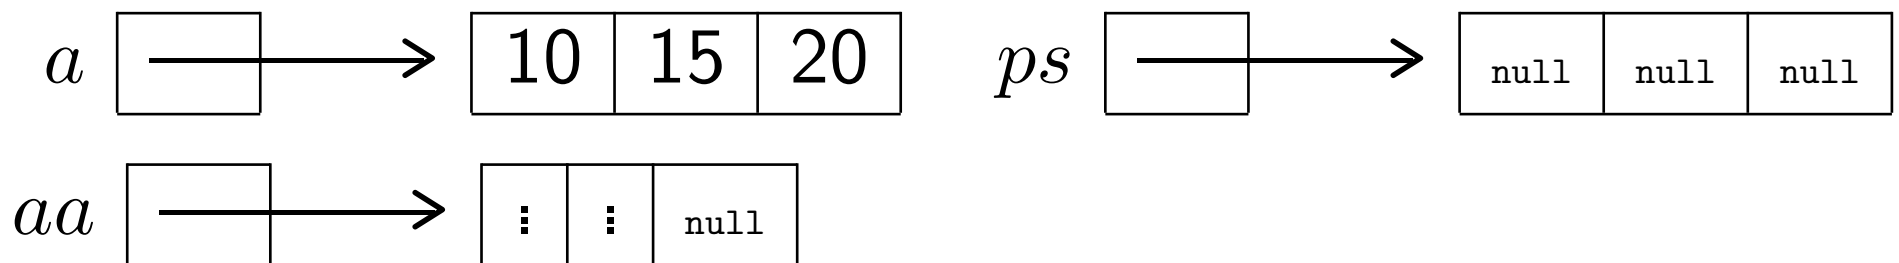 a 10 15 20 ps null null null
aa ⋮ ⋮ null